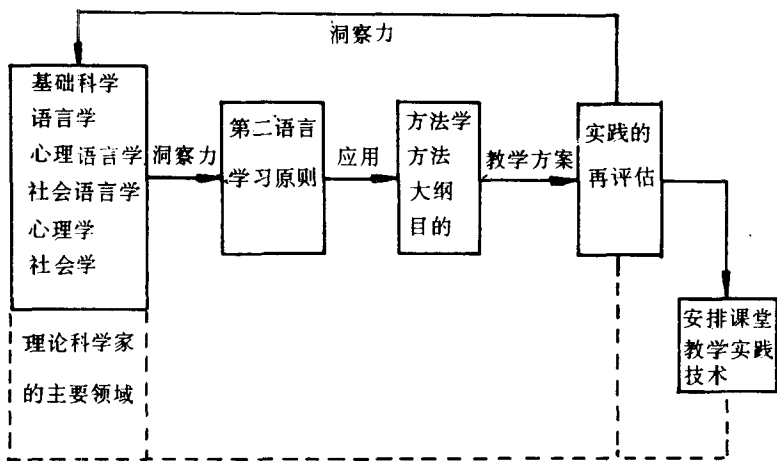 洞察力
基础科学
语言学
心理语言学
社会语言学
心理学
社会学
洞察力
第二语言
学习原则
应用
方法学
方法
大纲
目的
教学方案
实践的
再评估
安排课堂
教学实践
技术
理论科学家
的主要领域